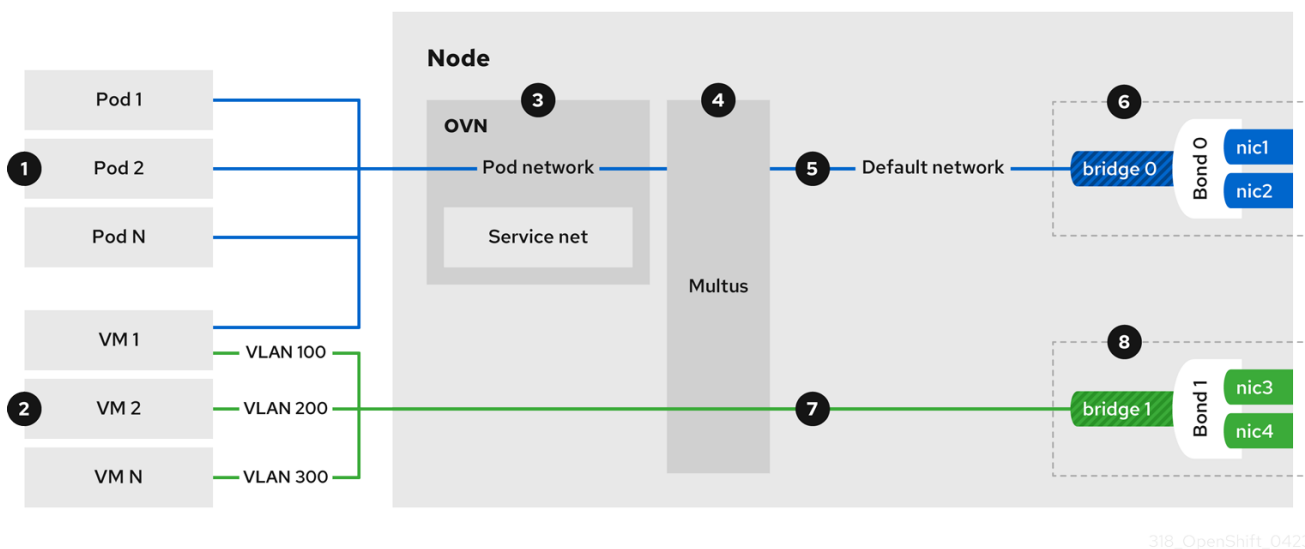 Node
Pod 1
Pod 2
Pod N
VM 1
VM 2
VM N
1
2
VLAN 100
VLAN 200
VLAN 300
3
OVN
Pod network
Service net
4
Multus
5
Default network
6
bridge 0
Bond 0
nic1
nic2
7
8
bridge 1
Bond 1
nic3
nic4